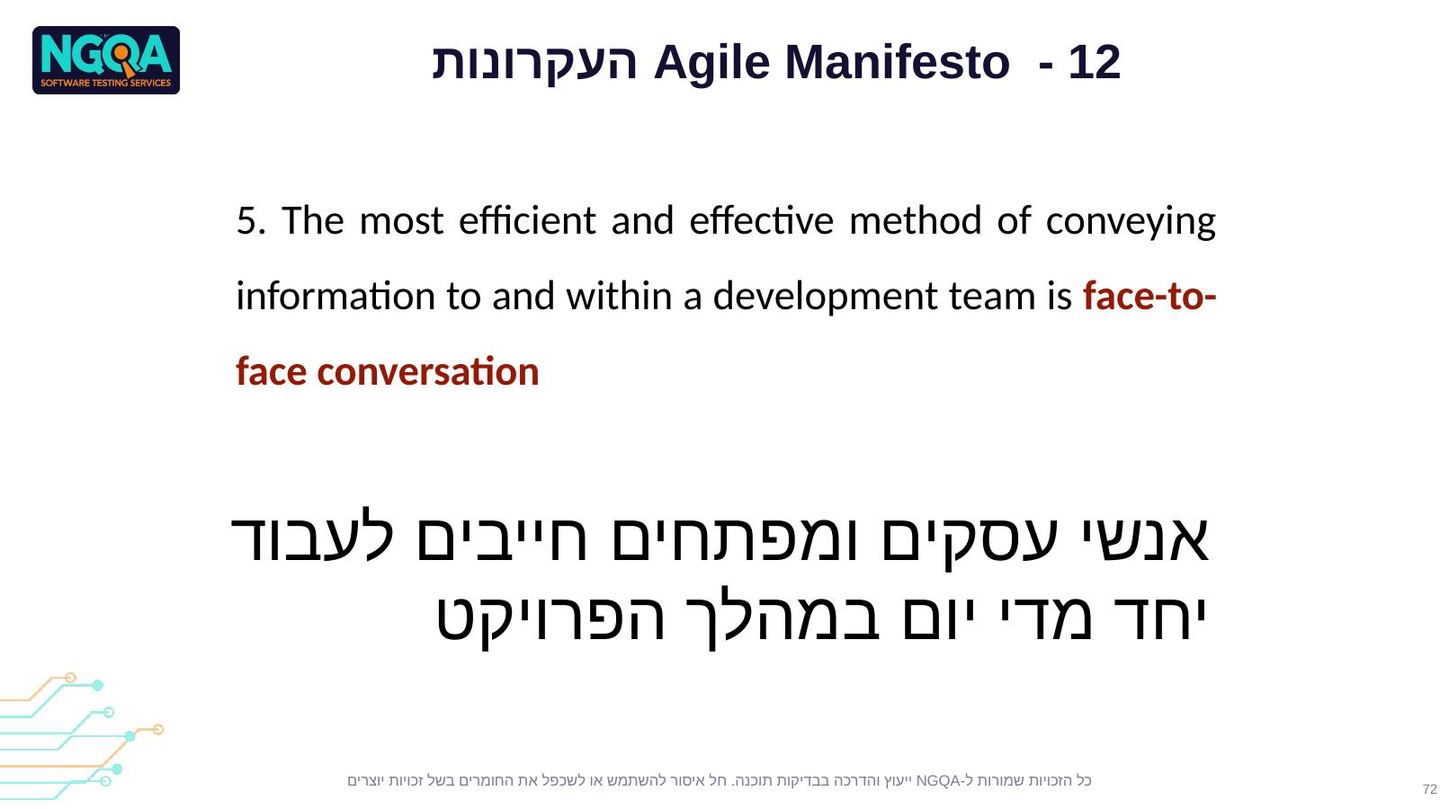 NGQA
SOFTWARE TESTING SERVICES
העקרונות Agile Manifesto - 12
5. The most efficient and effective method of conveying
information to and within a development team is face-to-
face conversation
אנשי עסקים ומפתחים חייבים לעבוד
יחד מדי יום במהלך הפרויקט
כל הזכויות שמורות ל-NGQA ייעוץ והדרכה בבדיקות תוכנה. חל איסור להשתמש או לשכפל את החומרים בשל זכויות יוצרים
72